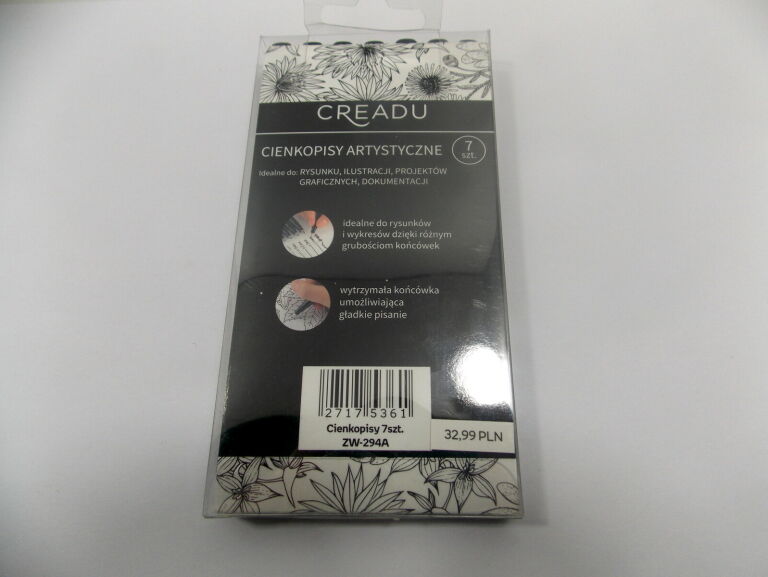 CREADU
CIENKOPISY ARTYSTYCZNE
7
szt.
Idealne do: RYSUNKU, ILUSTRACJI, PROJEKTÓW
GRAFICZNYCH, DOKUMENTACJI
idealne do rysunków
i wykresów dzięki różnym
grubościom końcówek
wytrzymała końcówka
umożliwiająca
gładkie pisanie
2717 5361
Cienkopisy 7szt.
ZW-294A
32,99 PLN